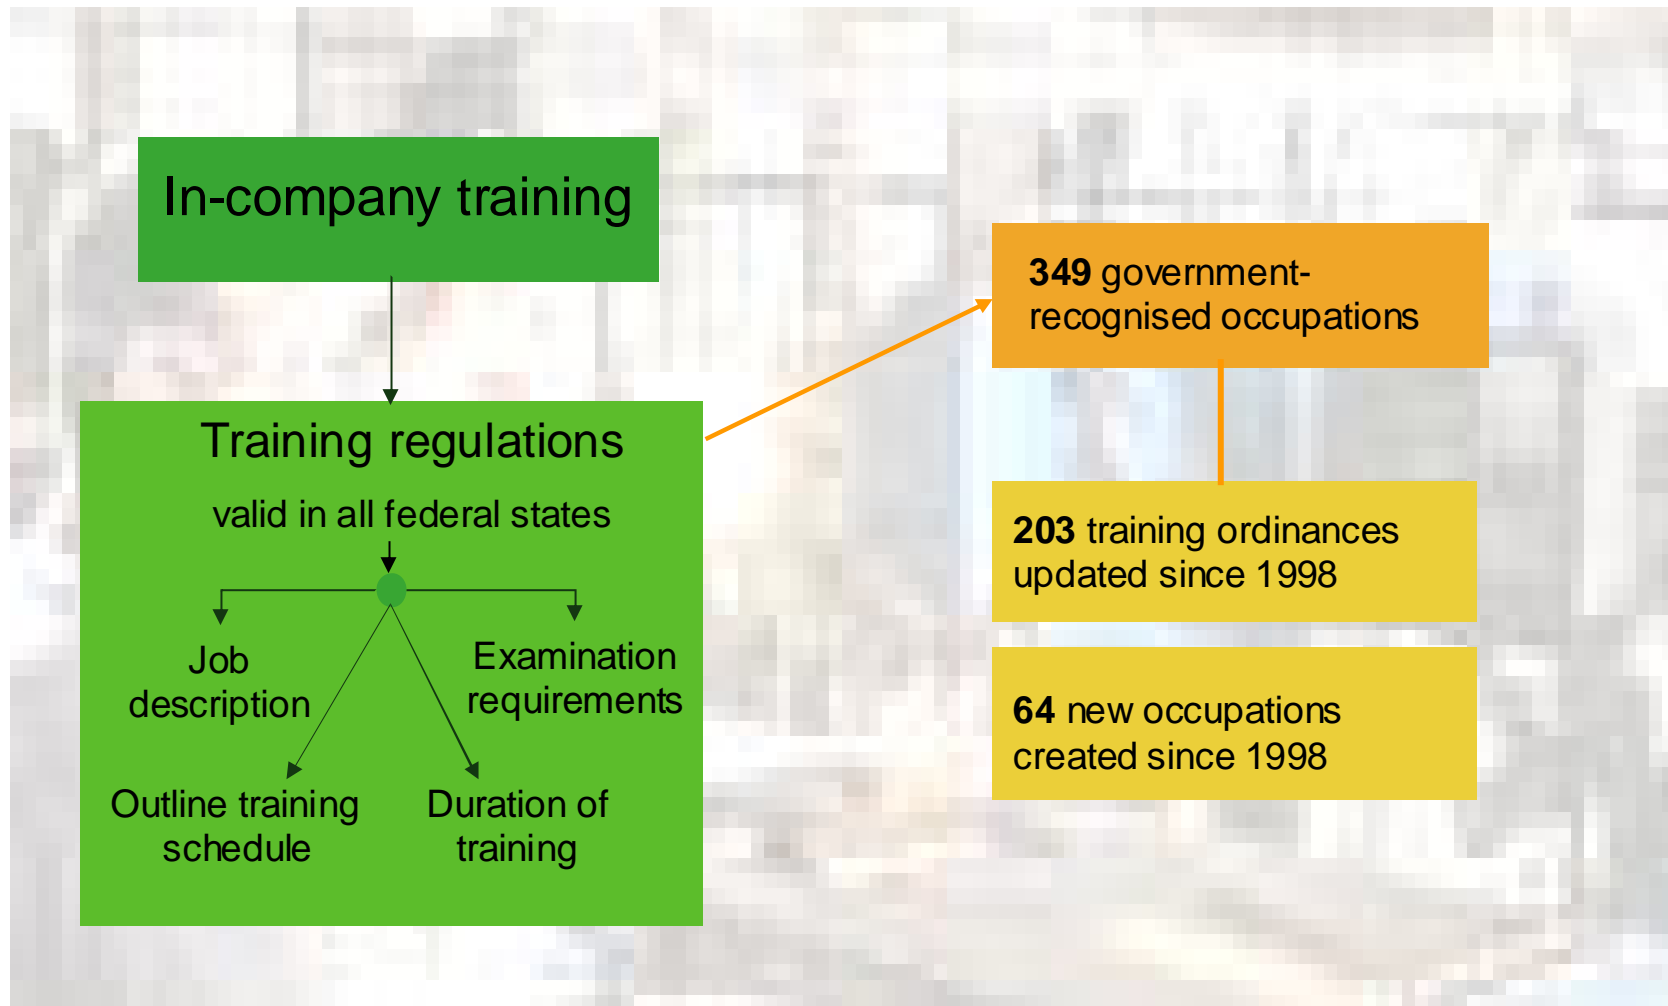 In-company training
Training regulations
valid in all federal states
Job
description
Examination
requirements
Outline training
schedule
Duration of
training
349 government-
recognised occupations
203 training ordinances
updated since 1998
64 new occupations
created since 1998